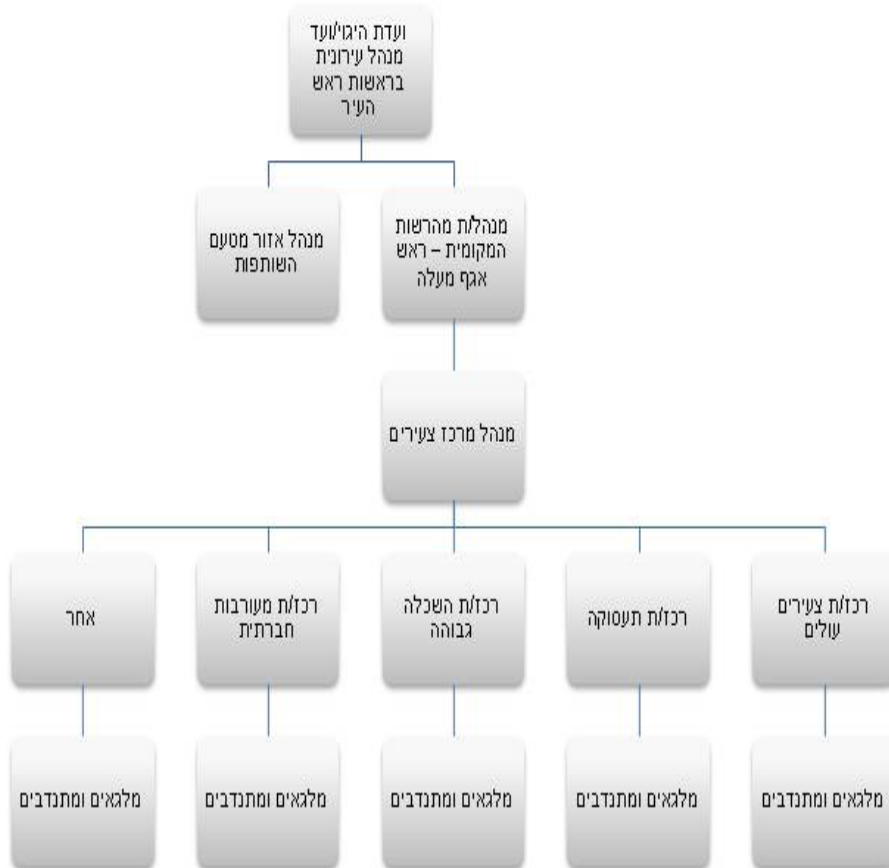 ועדת היגוי/ועד
מנהל עירונית
בראשות ראש
העיר
מנהל/ת מהרשות
המקומית – ראש
אגף מעלה
מנהל אזור מטעם
השותפות
מנהל מרכז צעירים
רכז/ת צעירים
עולים
רכז/ת תעסוקה
רכז/ת השכלה
גבוהה
רכז/ת מעורבות
חברתית
אחר
מלגאים ומתנדבים
מלגאים ומתנדבים
מלגאים ומתנדבים
מלגאים ומתנדבים
מלגאים ומתנדבים